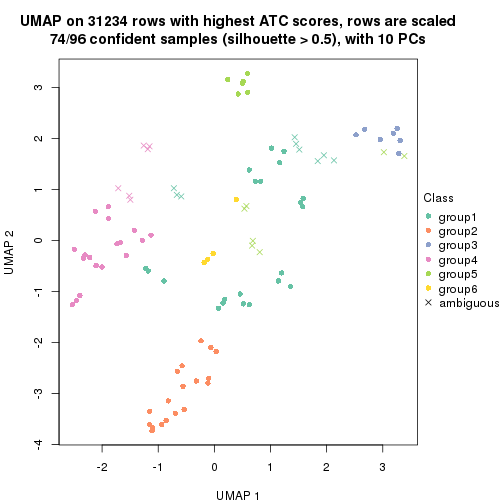 UMAP on 31234 rows with highest ATC scores, rows are scaled
74/96 confident samples (silhouette > 0.5), with 10 PCs
3
2
1
0
-1
-2
-3
-4
UMAP 2
-2 -1 0 1 2 3
UMAP 1
Class
group1
group2
group3
group4
group5
group6
ambiguous